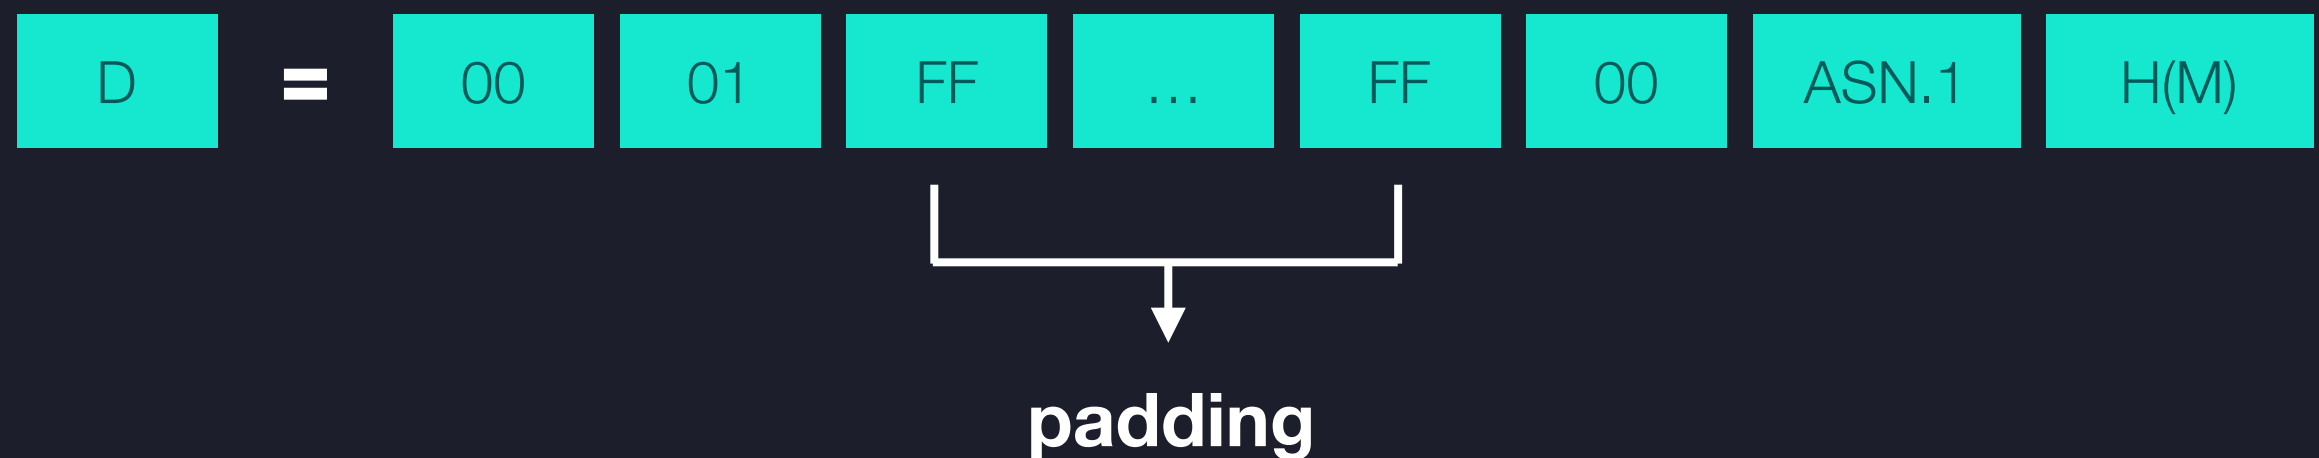 D = 00 01 FF ... FF 00 ASN.1 H(M)
padding